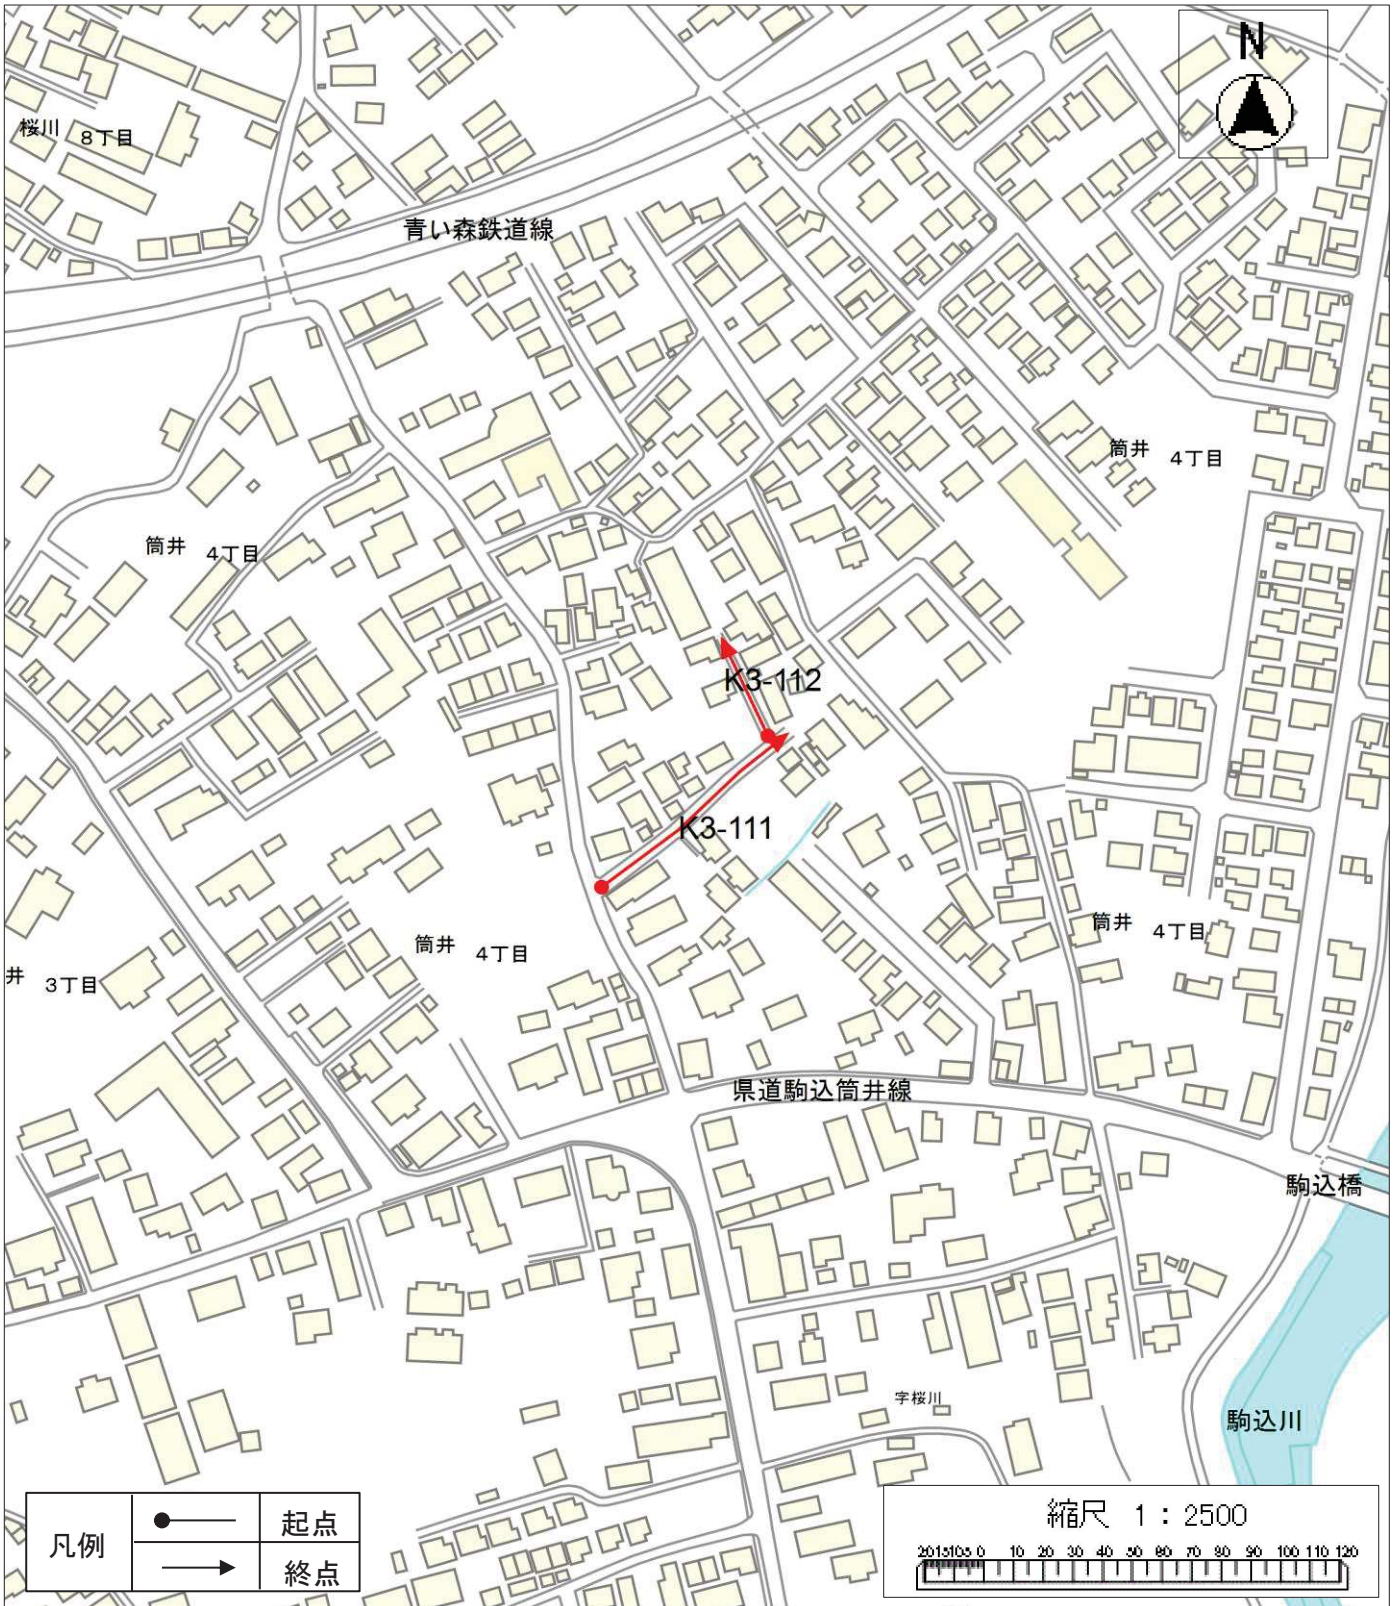 N
桜川 8丁目
青い森鉄道線
筒井 4丁目
筒井 4丁目
K3-112
K3-111
筒井 4丁目
筒井 4丁目
井 3丁目
県道駒込筒井線
駒込橋
字桜川
駒込川
凡例
起点
終点
縮尺 1:2500
20 15 10 5 0 10 20 30 40 50 60 70 80 90 100 110 120